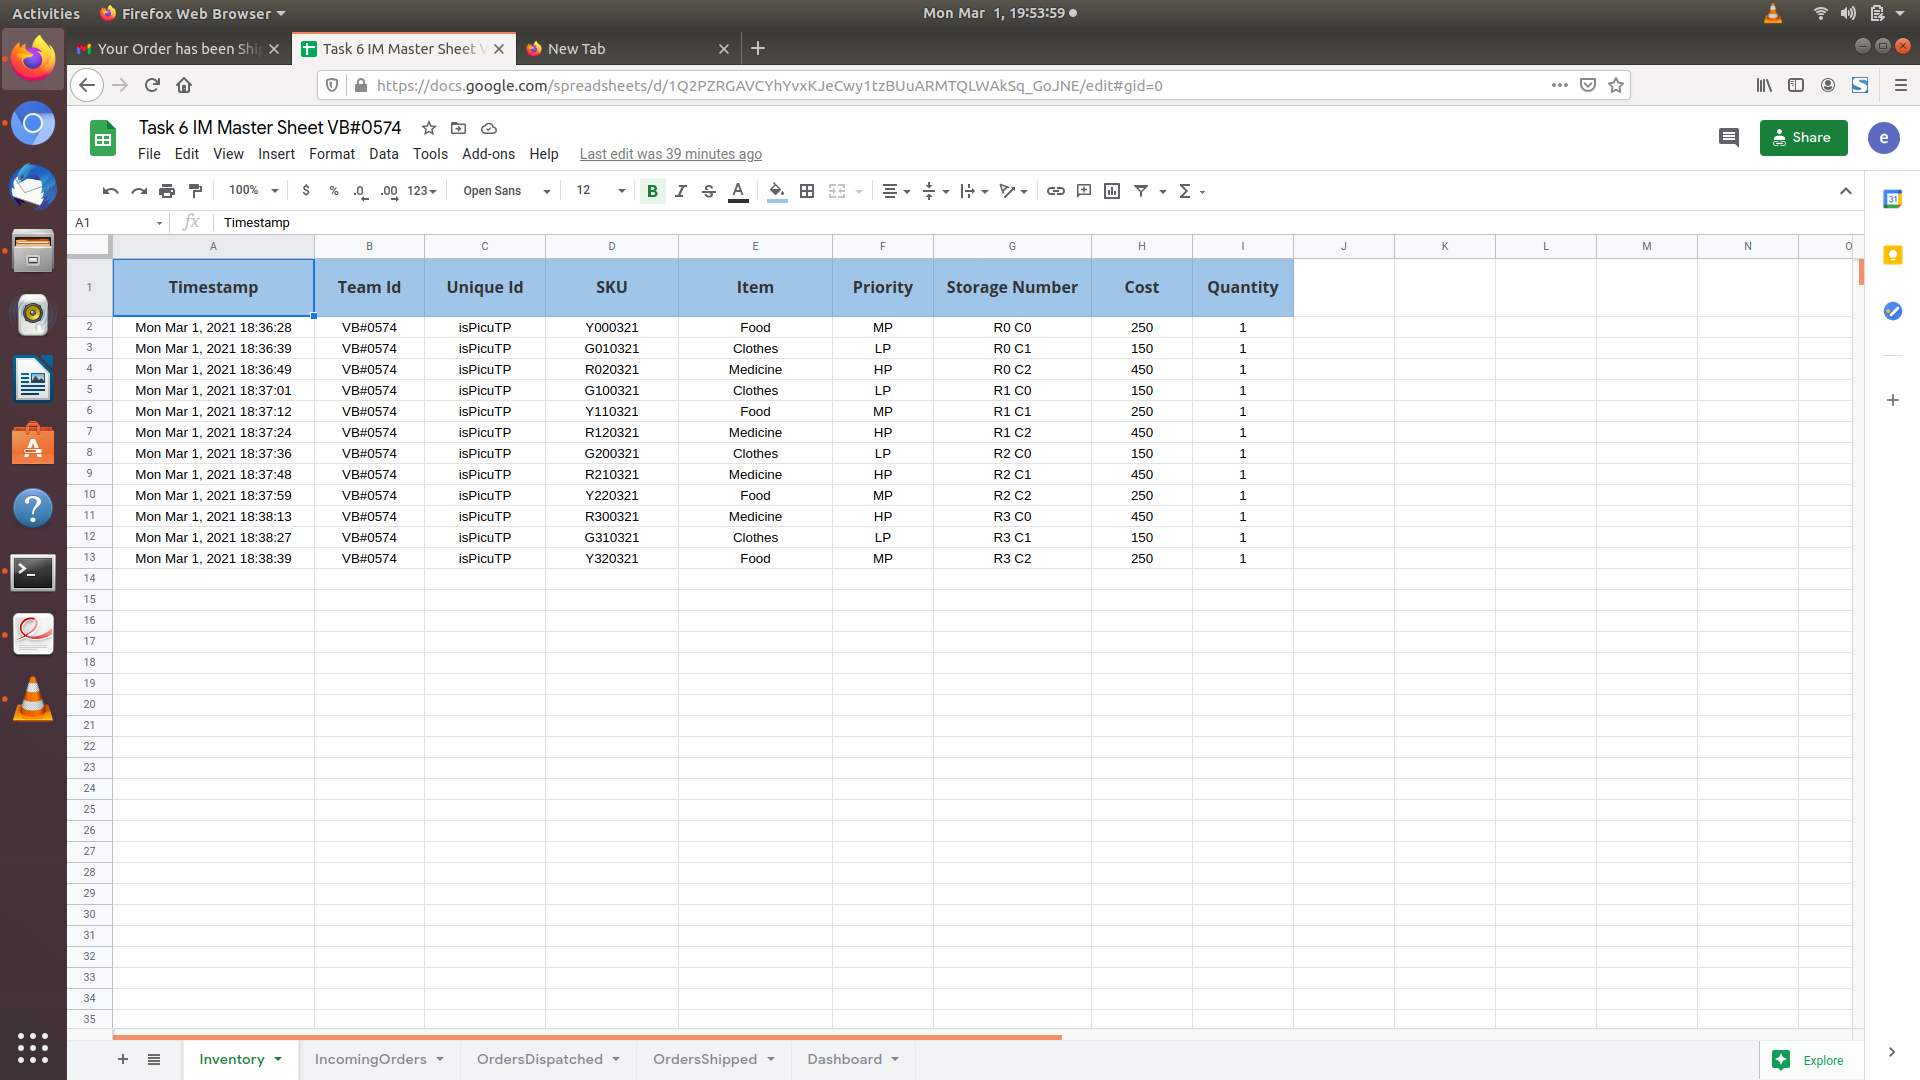 Activities Firefox Web Browser Mon Mar 1, 19:53:59
Your Order has been Shi Task 6 IM Master Sheet V New Tab
https://docs.google.com/spreadsheets/d/1Q2PZRGAVCYhYvxKJeCwy1tzBUuARMTQLWAkSq_GoJNE/edit#gid=0
Task 6 IM Master Sheet VB#0574
Share
e
File Edit View Insert Format Data Tools Add-ons Help Last edit was 39 minutes ago
100% $ % .0 .00 123 Open Sans 12 B I S A Σ
31
A1 fx Timestamp
A B C D E F G H I J K L M N O
1 Timestamp Team Id Unique Id SKU Item Priority Storage Number Cost Quantity
2 Mon Mar 1, 2021 18:36:28 VB#0574 isPicuTP Y000321 Food MP R0 C0 250 1
3 Mon Mar 1, 2021 18:36:39 VB#0574 isPicuTP G010321 Clothes LP R0 C1 150 1
4 Mon Mar 1, 2021 18:36:49 VB#0574 isPicuTP R020321 Medicine HP R0 C2 450 1
5 Mon Mar 1, 2021 18:37:01 VB#0574 isPicuTP G100321 Clothes LP R1 C0 150 1
6 Mon Mar 1, 2021 18:37:12 VB#0574 isPicuTP Y110321 Food MP R1 C1 250 1
7 Mon Mar 1, 2021 18:37:24 VB#0574 isPicuTP R120321 Medicine HP R1 C2 450 1
8 Mon Mar 1, 2021 18:37:36 VB#0574 isPicuTP G200321 Clothes LP R2 C0 150 1
9 Mon Mar 1, 2021 18:37:48 VB#0574 isPicuTP R210321 Medicine HP R2 C1 450 1
10 Mon Mar 1, 2021 18:37:59 VB#0574 isPicuTP Y220321 Food MP R2 C2 250 1
11 Mon Mar 1, 2021 18:38:13 VB#0574 isPicuTP R300321 Medicine HP R3 C0 450 1
12 Mon Mar 1, 2021 18:38:27 VB#0574 isPicuTP G310321 Clothes LP R3 C1 150 1
13 Mon Mar 1, 2021 18:38:39 VB#0574 isPicuTP Y320321 Food MP R3 C2 250 1
14
15
16
17
18
19
20
21
22
23
24
25
26
27
28
29
30
31
32
33
34
35
Inventory IncomingOrders OrdersDispatched OrdersShipped Dashboard Explore